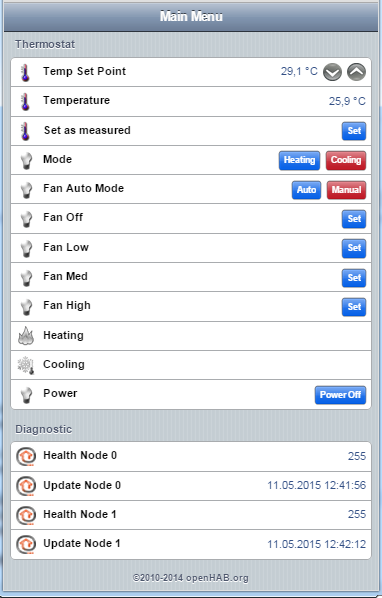 Main Menu
Thermostat
Temp Set Point 29,1 °C
Temperature 25,9 °C
Set as measured Set
Mode Heating Cooling
Fan Auto Mode Auto Manual
Fan Off Set
Fan Low Set
Fan Med Set
Fan High Set
Heating
Cooling
Power Power Off
Diagnostic
Health Node 0 255
Update Node 0 11.05.2015 12:41:56
Health Node 1 255
Update Node 1 11.05.2015 12:42:12
©2010-2014 openHAB.org